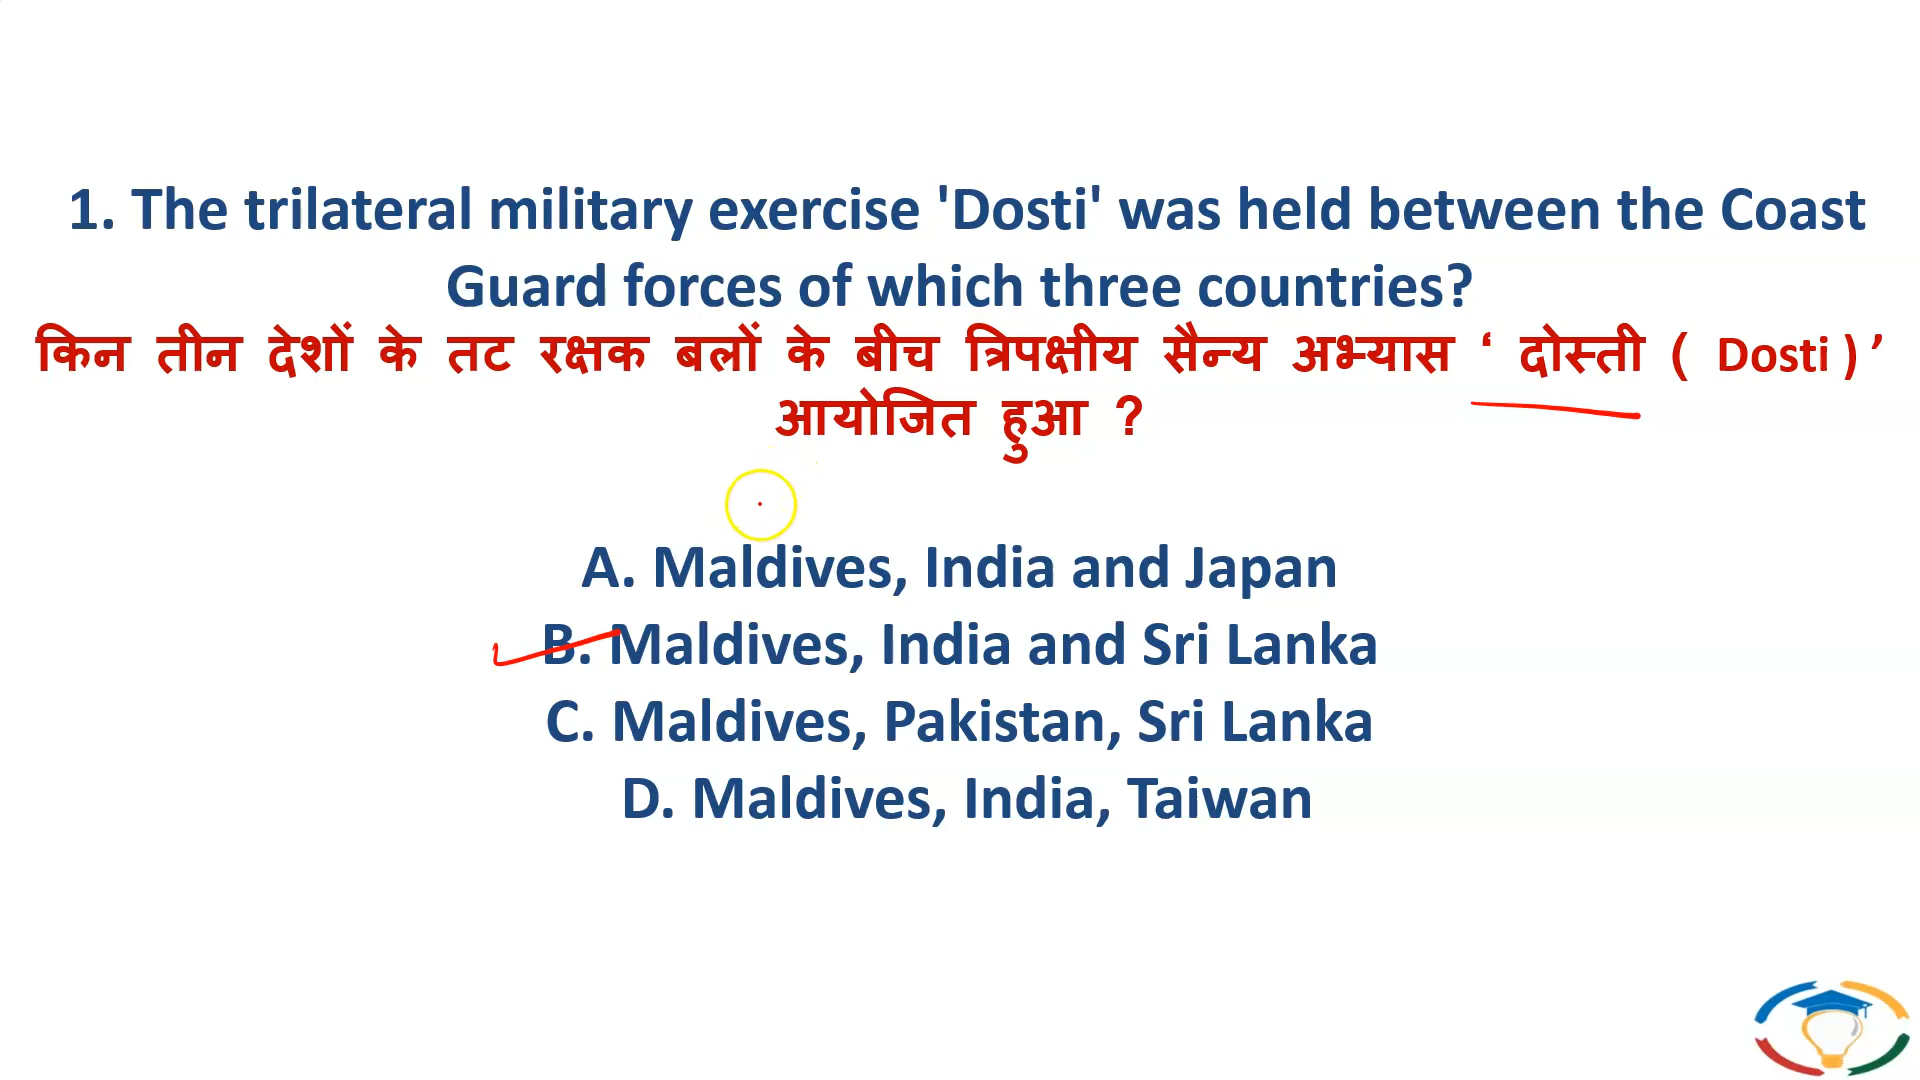 1. The trilateral military exercise 'Dosti' was held between the Coast
Guard forces of which three countries?
किन तीन देशों के तट रक्षक बलों के बीच त्रिपक्षीय सैन्य अभ्यास ‘ दोस्ती ( Dosti ) ’
आयोजित हुआ ?
A. Maldives, India and Japan
B. Maldives, India and Sri Lanka
C. Maldives, Pakistan, Sri Lanka
D. Maldives, India, Taiwan